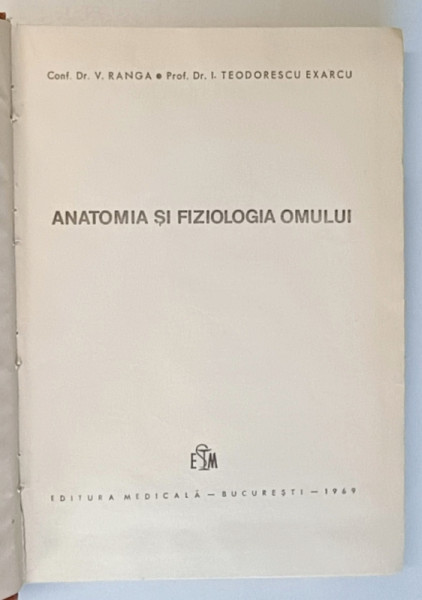 Conf. Dr. V. RANGA ● Prof. Dr. I. TEODORESCU EXARCU
ANATOMIA ȘI FIZIOLOGIA OMULUI
EM
EDITURA MEDICALĂ — BUCUREȘTI — 1969